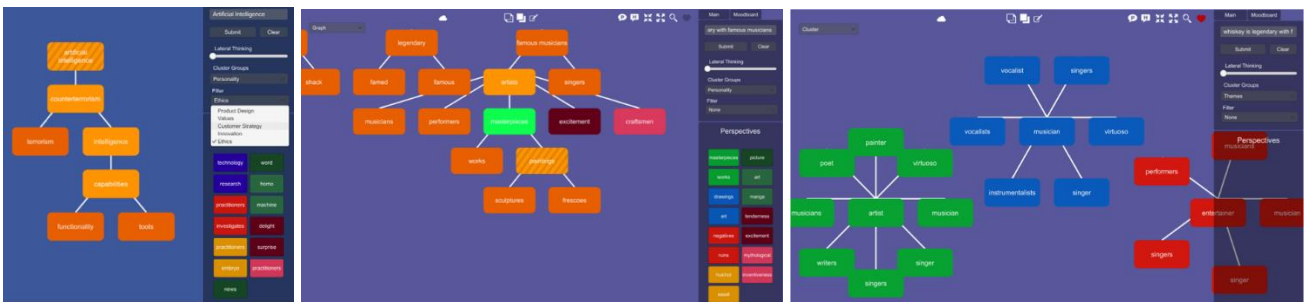 Artificial Intelligence
Submit Clear
Lateral Thinking
Cluster Groups
Personality
Filter
Ethics
Product Design
Values
Customer Strategy
Innovation
Ethics
artificial
intelligence
counterterrorism
terrorism
intelligence
capabilities
functionality
tools
technology word
research homo
practitioners machine
investigates delight
practitioners surprise
embryo practitioners
news
Graph
Main Moodboard
ary with famous musicians
Submit Clear
Lateral Thinking
Cluster Groups
Personality
Filter
None
Perspectives
legendary
famous musicians
shack
famed
famous
artists
singers
musicians
performers
masterpieces
excitement
craftsmen
works
paintings
sculptures
frescoes
masterpieces picture
works art
drawings manga
art tenderness
negatives excitement
ruins mythological
inventiveness
Cluster
Main Moodboard
whiskey is legendary with f
Submit Clear
Lateral Thinking
Cluster Groups
Themes
Filter
None
Perspectives
painter
poet
virtuoso
musicians
artist
musician
writers
singer
singers
vocalist
singers
vocalists
musician
virtuoso
instrumentalists
singer
musicians
performers
entertainer
musician
singers
singer